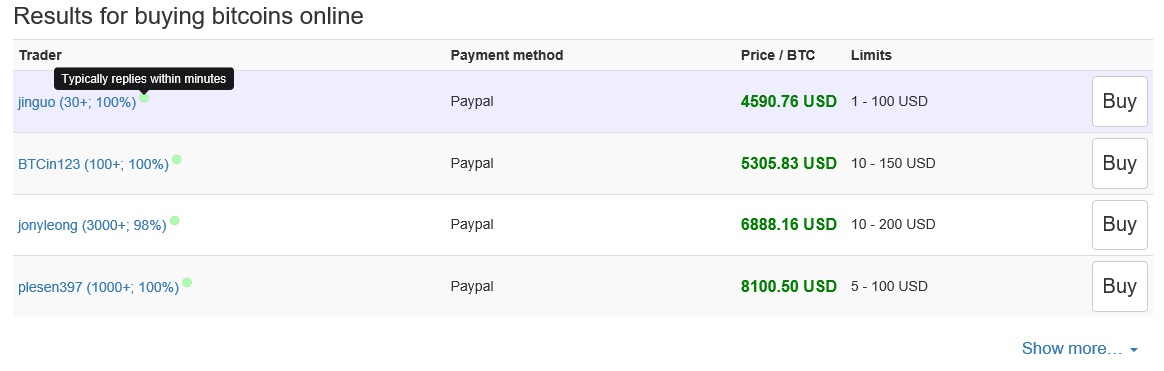 Results for buying bitcoins online
Trader Payment method Price / BTC Limits
Typically replies within minutes
jinguo (30+; 100%) Paypal 4590.76 USD 1 - 100 USD Buy
BTCin123 (100+; 100%) Paypal 5305.83 USD 10 - 150 USD Buy
jonyleong (3000+; 98%) Paypal 6888.16 USD 10 - 200 USD Buy
plesen397 (1000+; 100%) Paypal 8100.50 USD 5 - 100 USD Buy
Show more...